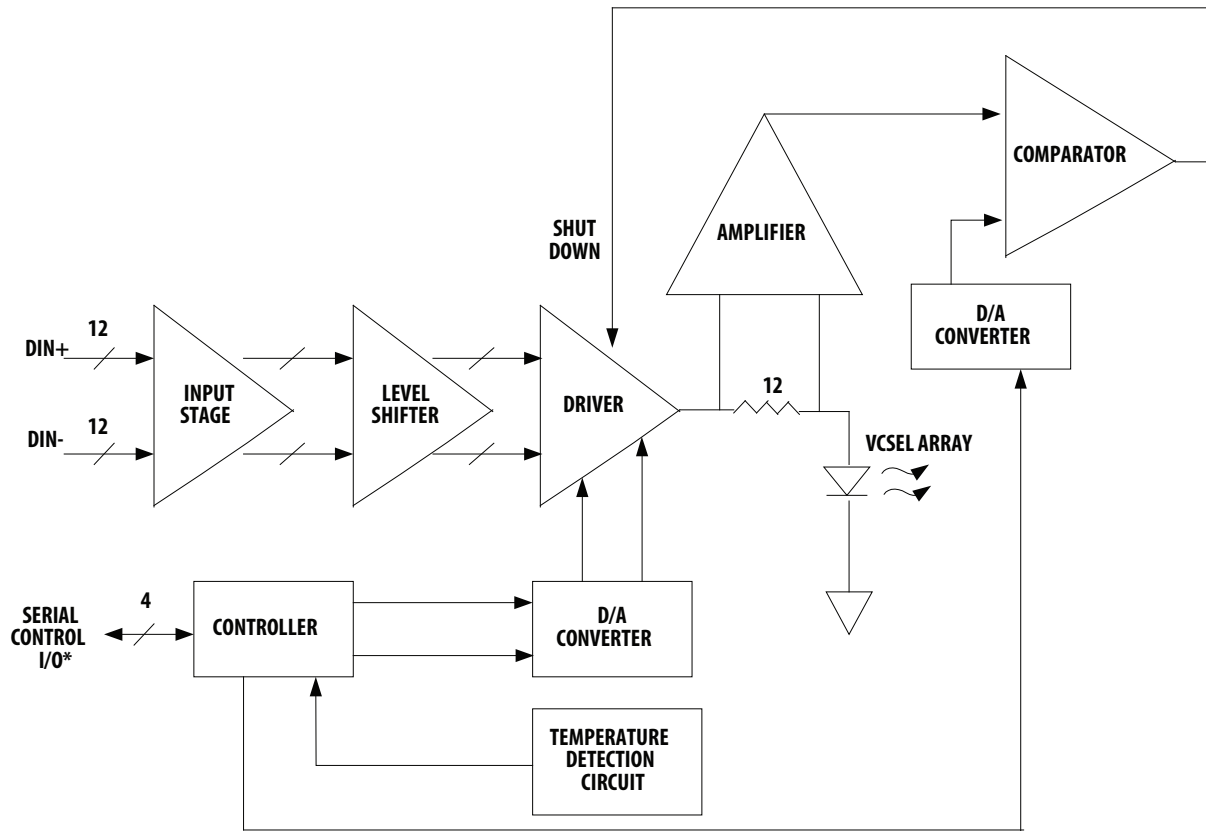 COMPARATOR
SHUT
DOWN
AMPLIFIER
D/A
CONVERTER
12
DIN+
INPUT
STAGE
LEVEL
SHIFTER
DRIVER
12
12
DIN-
VCSEL ARRAY
4
SERIAL
CONTROL
I/O*
CONTROLLER
D/A
CONVERTER
TEMPERATURE
DETECTION
CIRCUIT